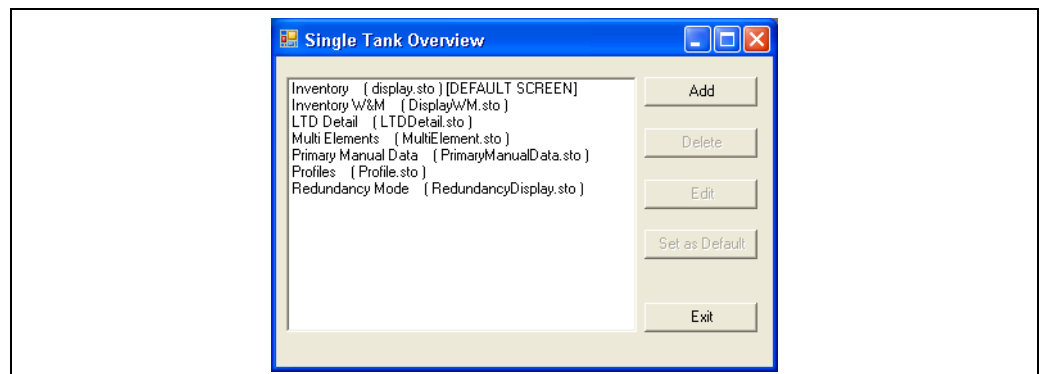 Single Tank Overview
Inventory ( display.sto ) [DEFAULT SCREEN]
Inventory W&M ( DisplayWM.sto )
LTD Detail ( LTDDetail.sto )
Multi Elements ( MultiElement.sto )
Primary Manual Data ( PrimaryManualData.sto )
Profiles ( Profile.sto )
Redundancy Mode ( RedundancyDisplay.sto )
Add
Delete
Edit
Set as Default
Exit